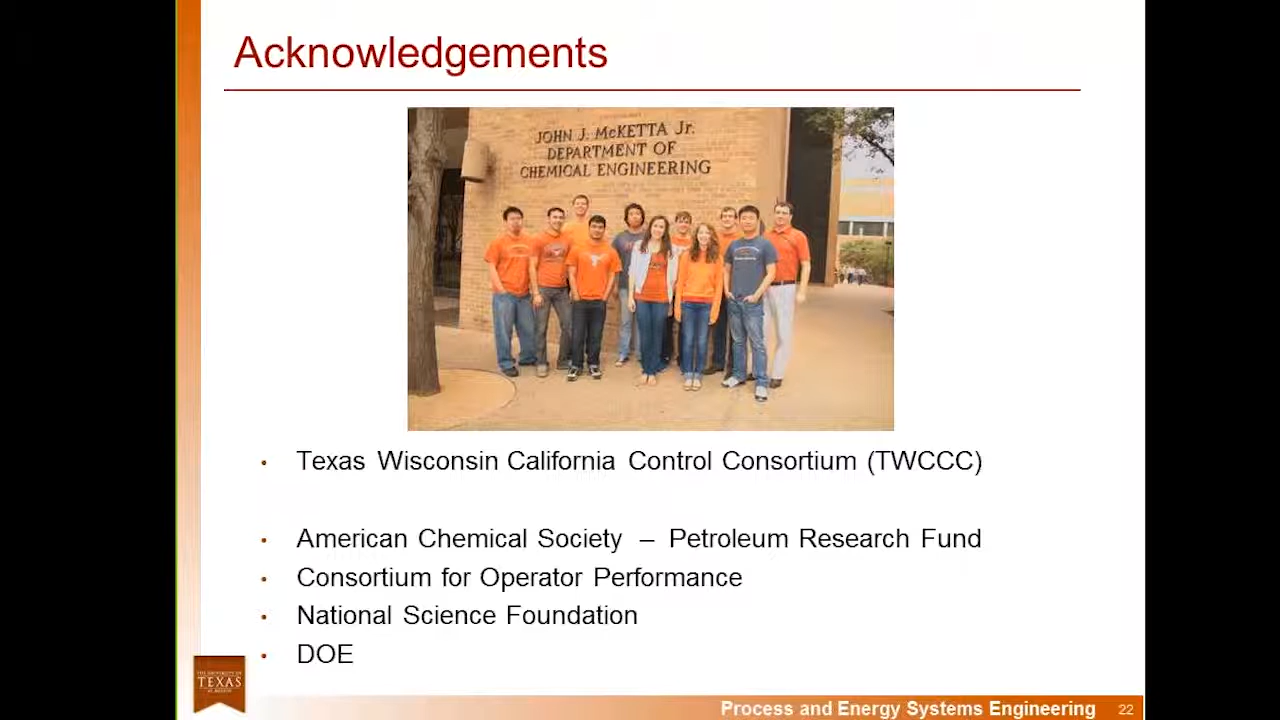 Acknowledgements
JOHN J. McKETTA Jr.
DEPARTMENT OF
CHEMICAL ENGINEERING
• Texas Wisconsin California Control Consortium (TWCCC)
• American Chemical Society – Petroleum Research Fund
• Consortium for Operator Performance
• National Science Foundation
• DOE
THE UNIVERSITY OF
TEXAS
AT AUSTIN
Process and Energy Systems Engineering 22